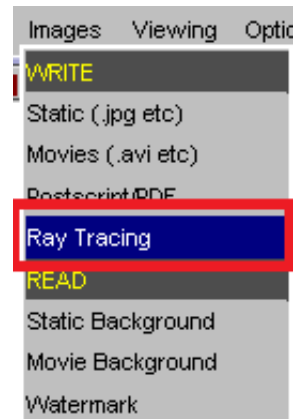 Images Viewing Optio
WRITE
Static (.jpg etc)
Movies (.avi etc)
Postscript/PDF
Ray Tracing
READ
Static Background
Movie Background
Watermark